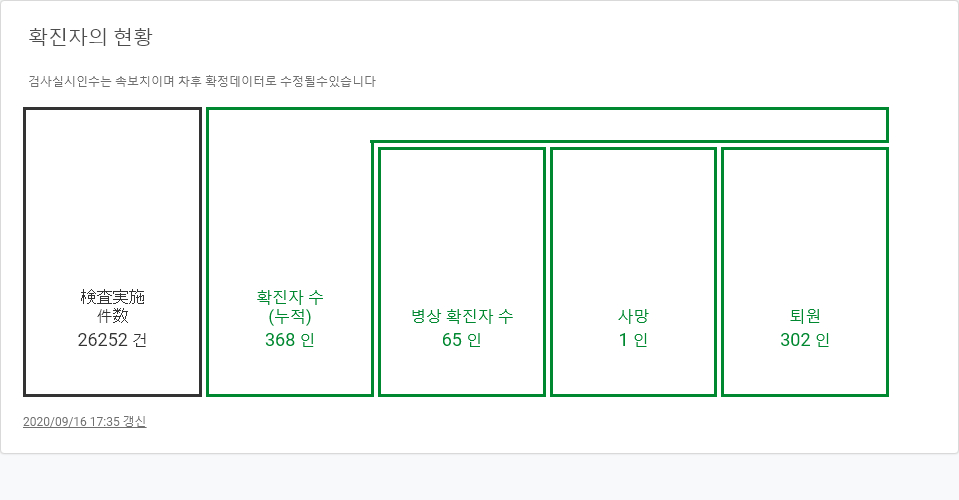 확진자의 현황
검사실시인수는 속보치이며 차후 확정데이터로 수정될수있습니다
検査実施
件数
26252 건
확진자 수
(누적)
368 인
병상 확진자 수
65 인
사망
1 인
퇴원
302 인
2020/09/16 17:35 갱신